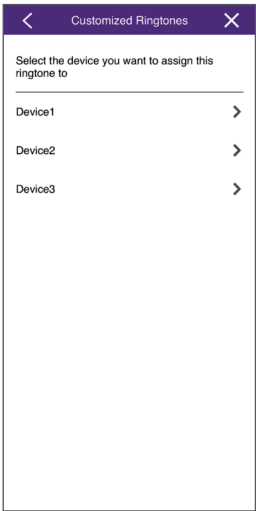 Customized Ringtones
Select the device you want to assign this
ringtone to
Device1
Device2
Device3